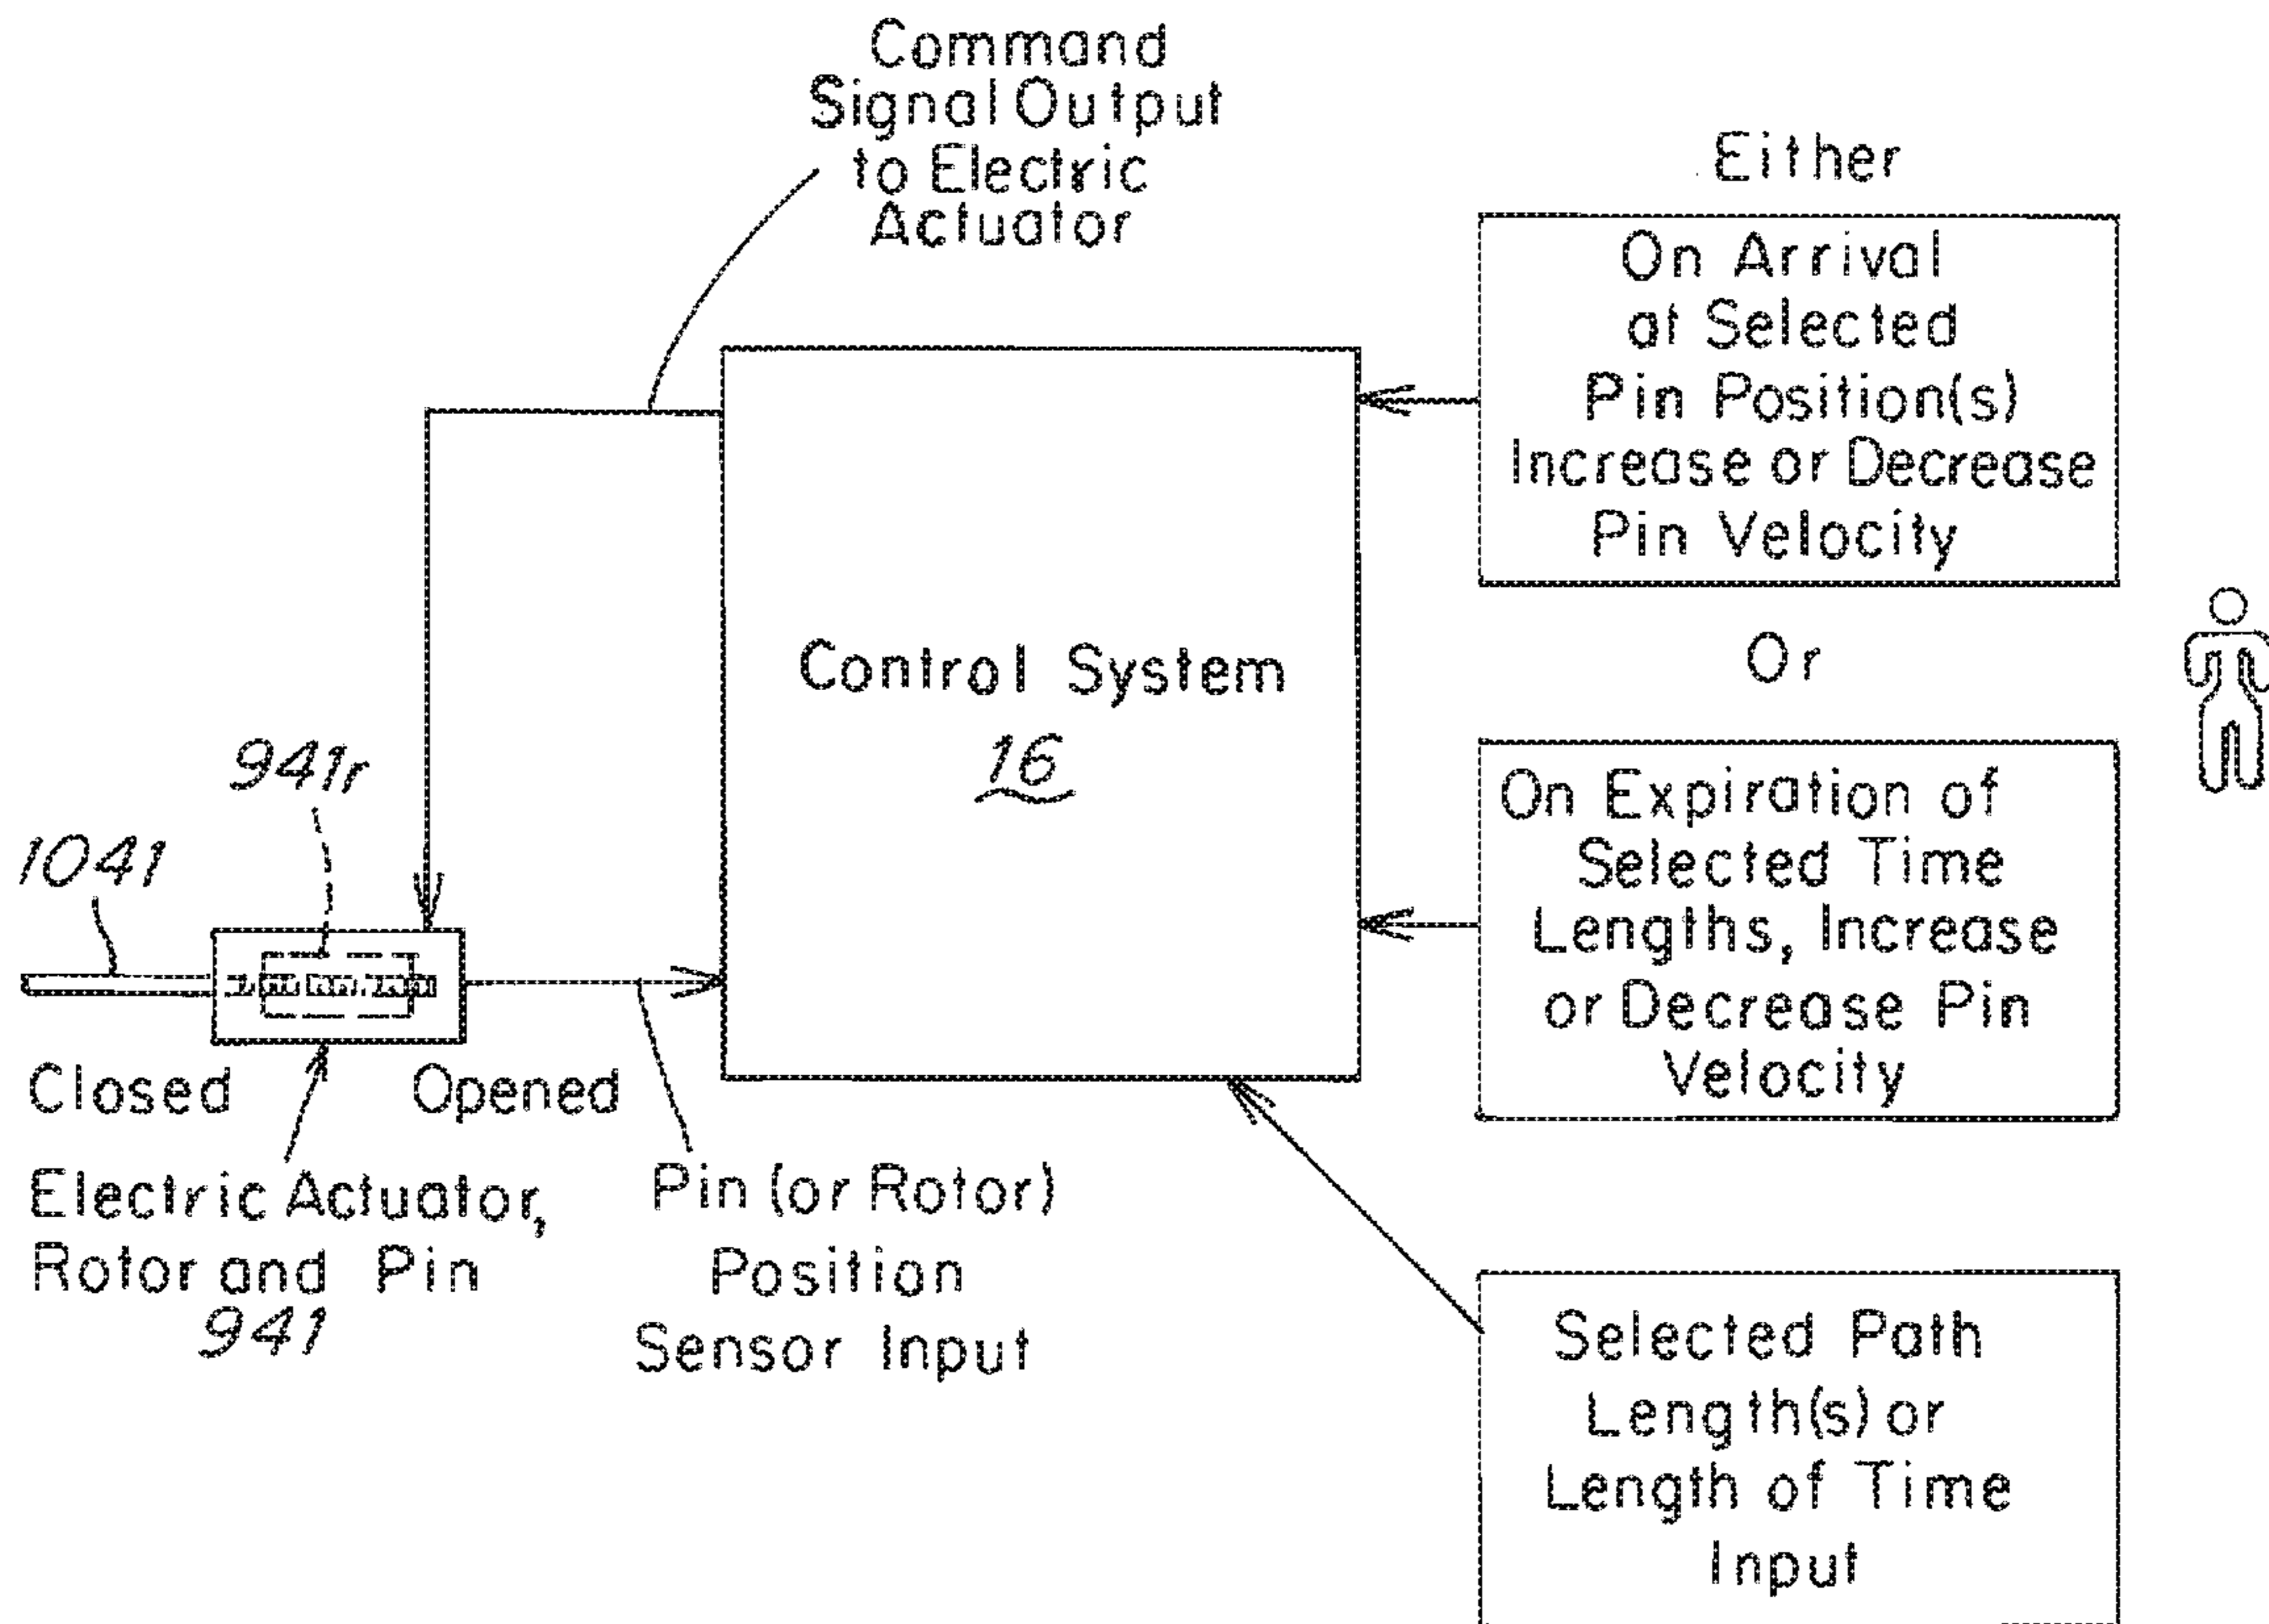 Command
Signal Output
to Electric
Actuator
Either
On Arrival
at Selected
Pin Position(s)
Increase or Decrease
Pin Velocity
Control System
16
Or
On Expiration of
Selected Time
Lengths, Increase
or Decrease Pin
Velocity
941r
1041
Closed
Opened
Electric Actuator,
Rotor and Pin
941
Pin (or Rotor)
Position
Sensor Input
Selected Path
Length(s) or
Length of Time
Input